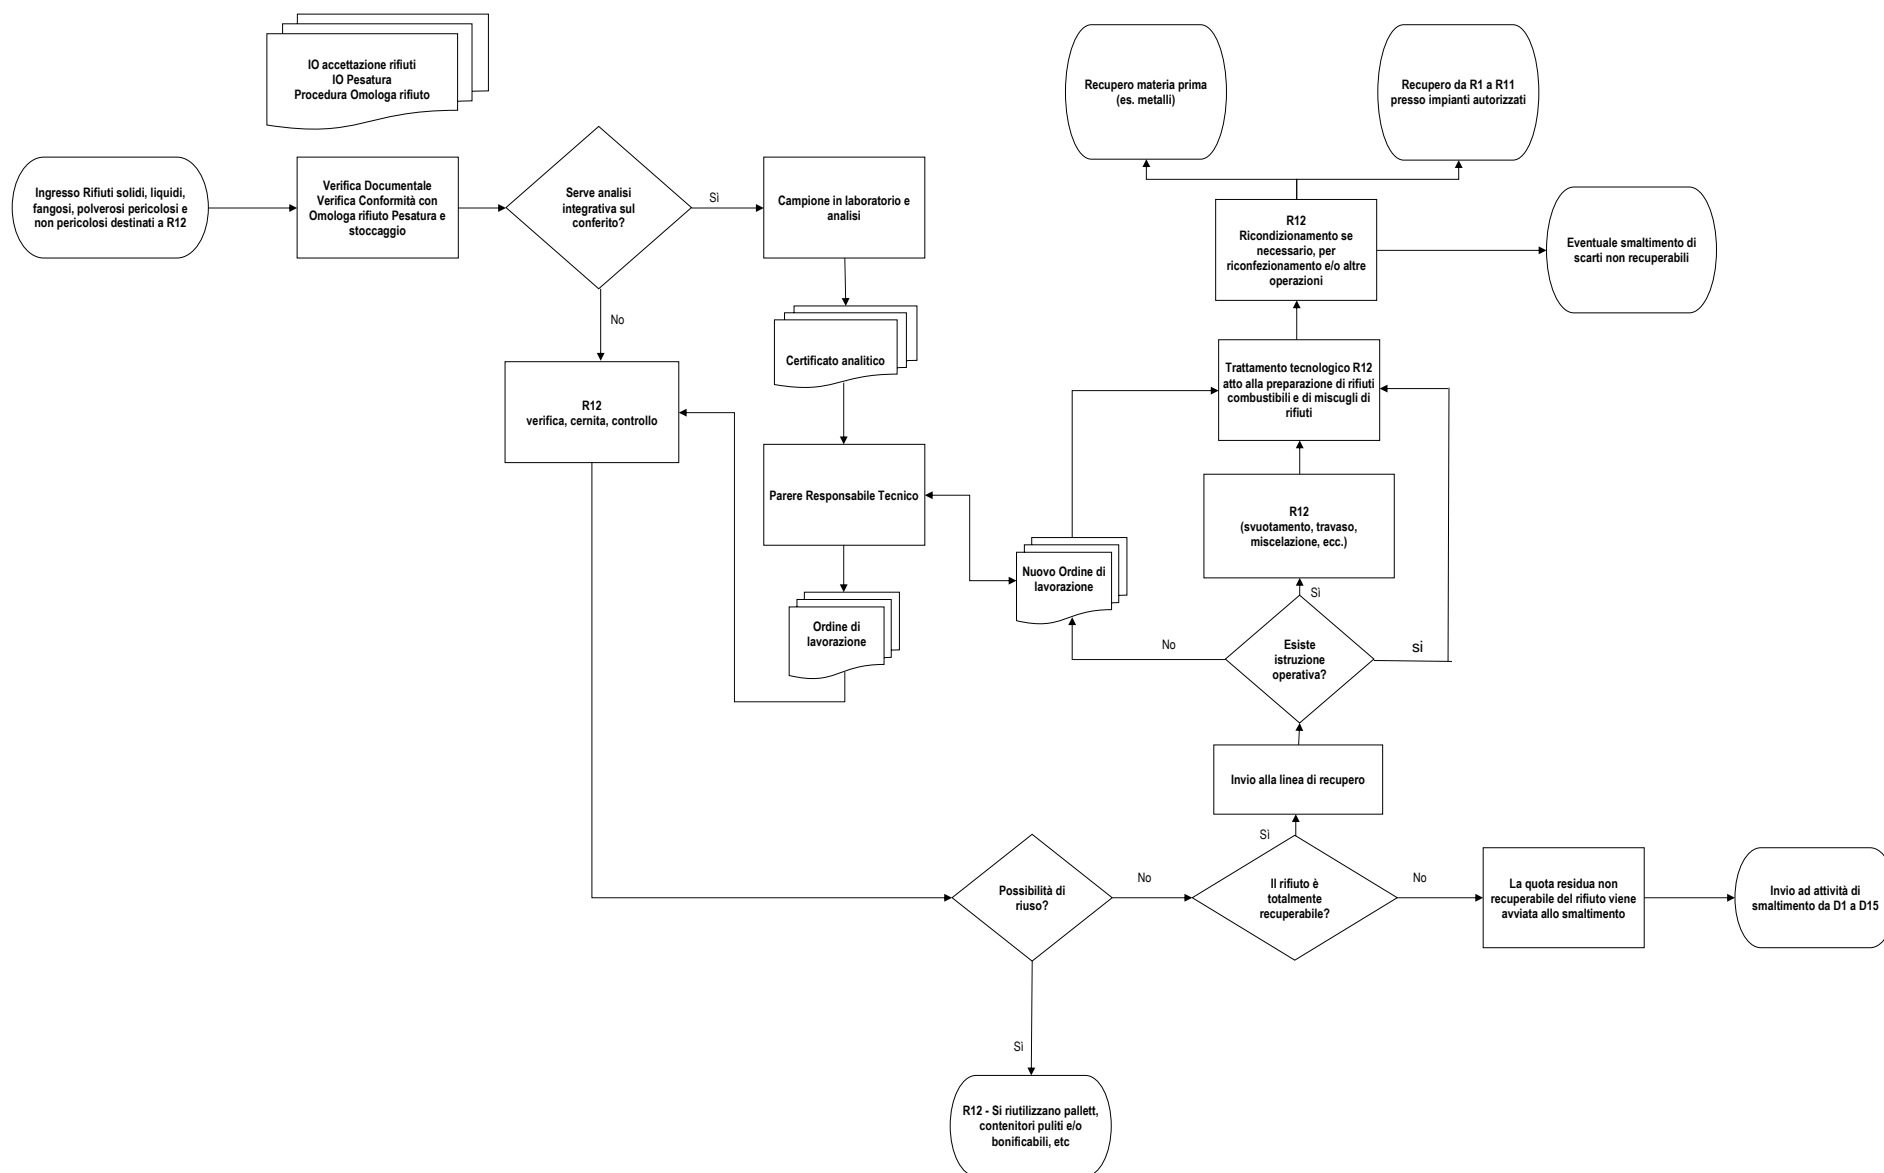 IO accettazione rifiuti
IO Pesatura
Procedura Omologa rifiuto
Recupero materia prima
(es. metalli)
Recupero da R1 a R11
presso impianti autorizzati
Ingresso Rifiuti solidi, liquidi,
fangosi, polverosi pericolosi e
non pericolosi destinati a R12
Verifica Documentale
Verifica Conformità con
Omologa rifiuto Pesatura e
stoccaggio
Serve analisi
integrativa sul
conferito?
Sì
Campione in laboratorio e
analisi
R12
Ricondizionamento se
necessario, per
riconfezionamento e/o altre
operazioni
Eventuale smaltimento di
scarti non recuperabili
No
Certificato analitico
Trattamento tecnologico R12
atto alla preparazione di rifiuti
combustibili e di miscugli di
rifiuti
R12
verifica, cernita, controllo
Parere Responsabile Tecnico
R12
(svuotamento, travaso,
miscelazione, ecc.)
Nuovo Ordine di
lavorazione
Sì
Ordine di
lavorazione
No
Esiste
istruzione
operativa?
si
Invio alla linea di recupero
Sì
Possibilità di
riuso?
No
Il rifiuto è
totalmente
recuperabile?
No
La quota residua non
recuperabile del rifiuto viene
avviata allo smaltimento
Invio ad attività di
smaltimento da D1 a D15
Sì
R12 - Si riutilizzano pallett,
contenitori puliti e/o
bonificabili, etc